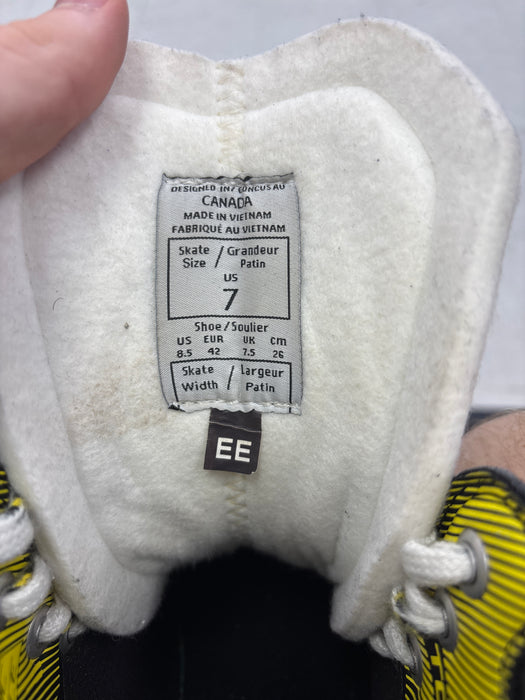 DESIGNED IN / CONCUS AU
CANADA
MADE IN VIETNAM
FABRIQUÉ AU VIETNAM
Skate / Grandeur
Size / Patin
US
7
Shoe/Soulier
US EUR UK cm
8.5 42 7.5 26
Skate / Largeur
Width / Patin
EE